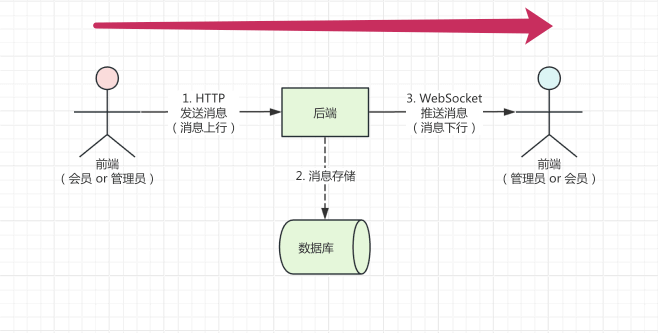 1. HTTP
发送消息
（消息上行）
后端
3. WebSocket
推送消息
（消息下行）
前端
（会员 or 管理员）
2. 消息存储
前端
（管理员 or 会员）
数据库